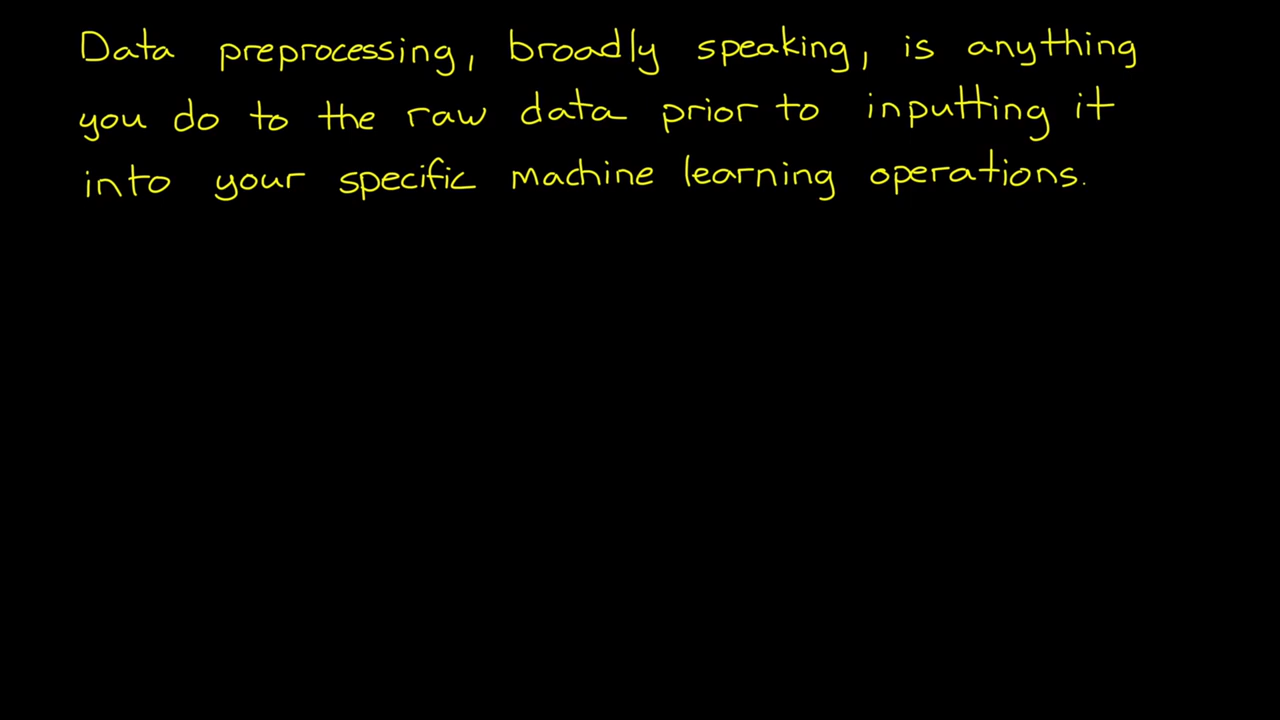 Data preprocessing, broadly speaking, is anything
you do to the raw data prior to inputting it
into your specific machine learning operations.